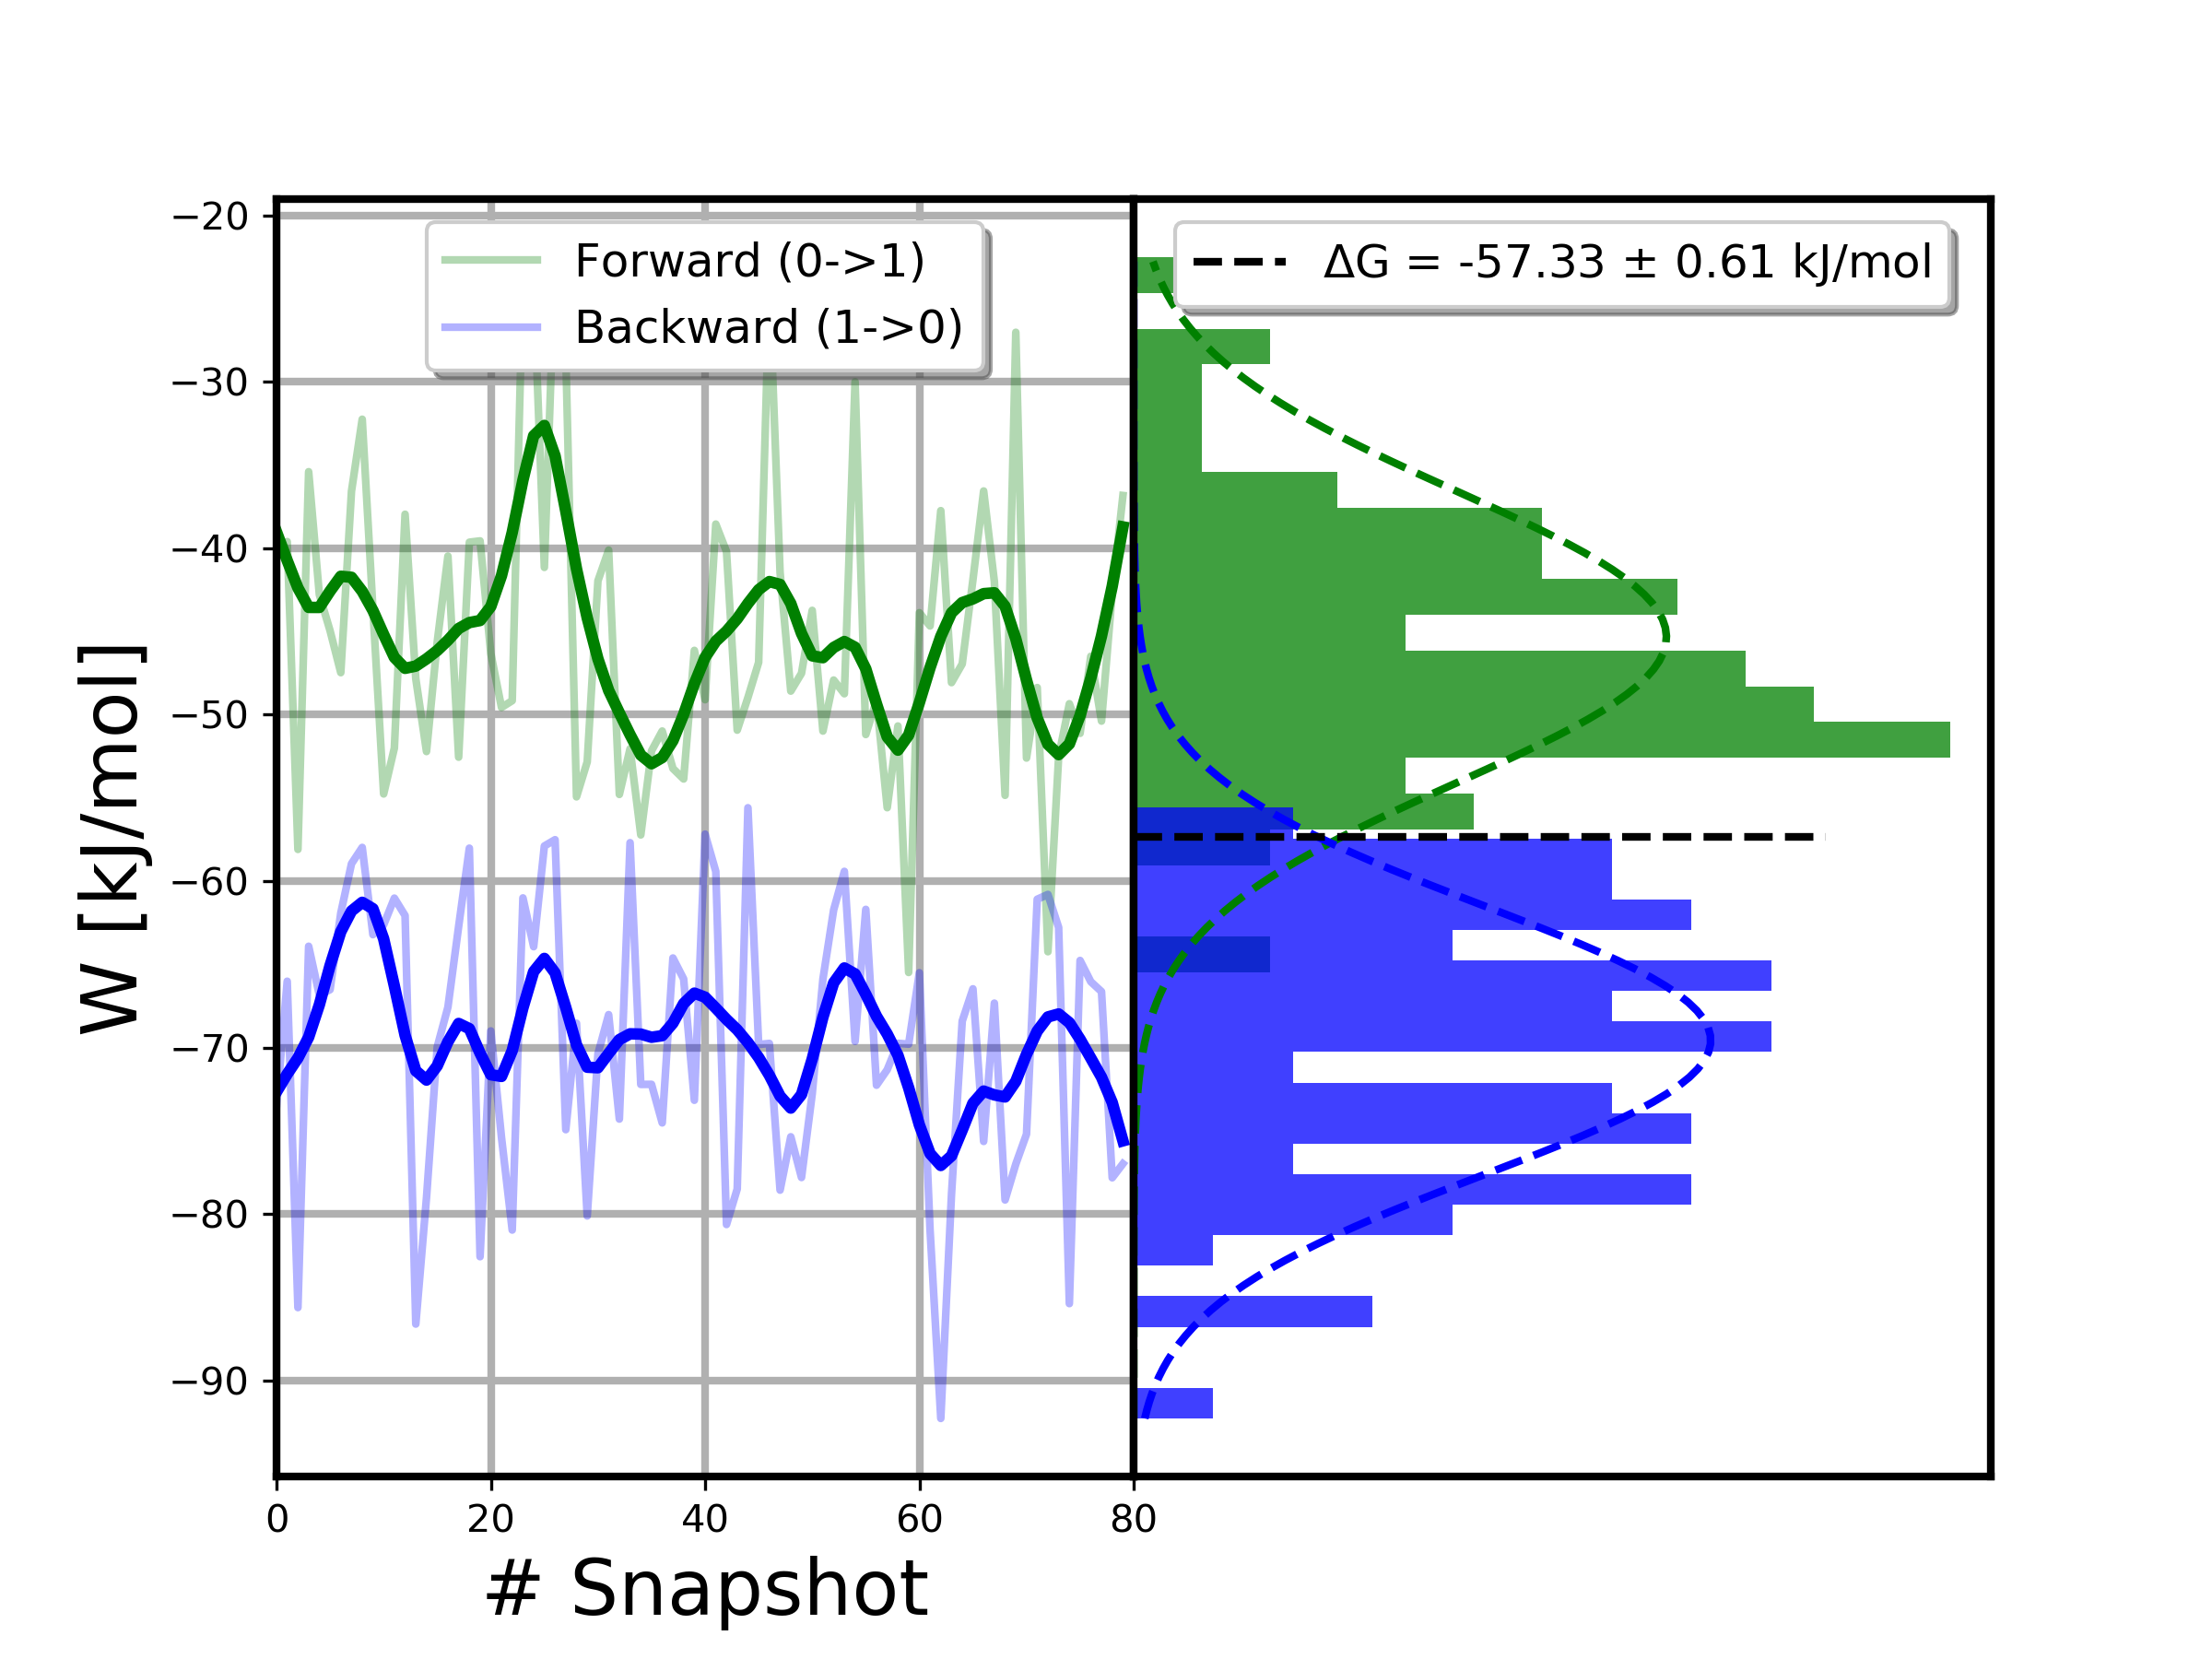 Forward (0->1)
Backward (1->0)
ΔG = -57.33 ± 0.61 kJ/mol
W [kJ/mol]
−20
−30
−40
−50
−60
−70
−80
−90
0 20 40 60 80
# Snapshot